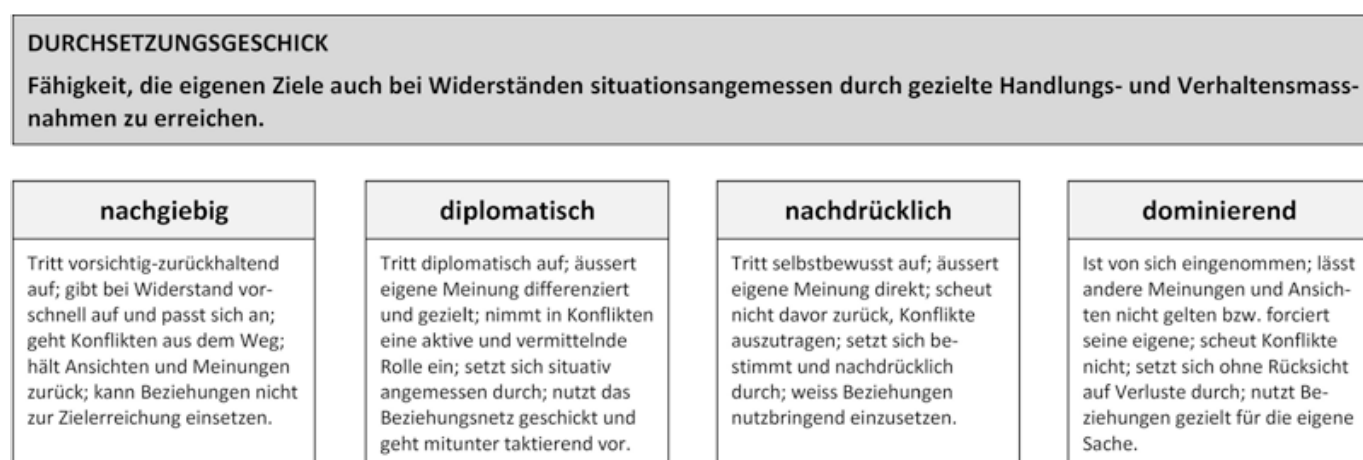 DURCHSETZUNGSGESCHICK
Fähigkeit, die eigenen Ziele auch bei Widerständen situationsangemessen durch gezielte Handlungs- und Verhaltensmass-
nahmen zu erreichen.
nachgiebig
Tritt vorsichtig-zurückhaltend
auf; gibt bei Widerstand vor-
schnell auf und passt sich an;
geht Konflikten aus dem Weg;
hält Ansichten und Meinungen
zurück; kann Beziehungen nicht
zur Zielerreichung einsetzen.
diplomatisch
Tritt diplomatisch auf; äussert
eigene Meinung differenziert
und gezielt; nimmt in Konflikten
eine aktive und vermittelnde
Rolle ein; setzt sich situativ
angemessen durch; nutzt das
Beziehungsnetz geschickt und
geht mitunter taktierend vor.
nachdrücklich
Tritt selbstbewusst auf; äussert
eigene Meinung direkt; scheut
nicht davor zurück, Konflikte
auszutragen; setzt sich be-
stimmt und nachdrücklich
durch; weiss Beziehungen
nutzbringend einzusetzen.
dominierend
Ist von sich eingenommen; lässt
andere Meinungen und Ansich-
ten nicht gelten bzw. forciert
seine eigene; scheut Konflikte
nicht; setzt sich ohne Rücksicht
auf Verluste durch; nutzt Be-
ziehungen gezielt für die eigene
Sache.